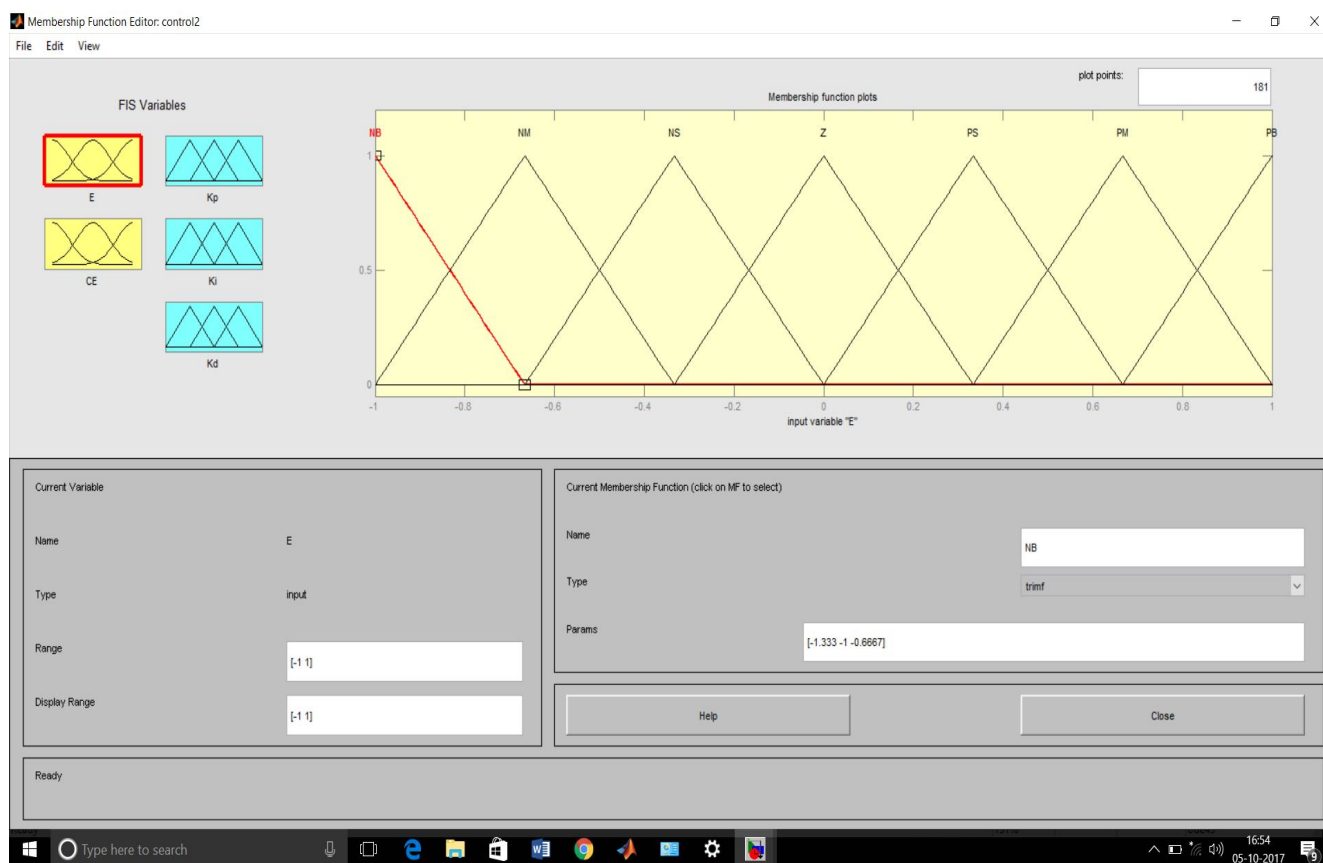 Membership Function Editor: control2
File Edit View
FIS Variables
plot points:
181
Membership function plots
E
Kp
CE
Ki
Kd
NB NM NS Z PS PM PB
1
0.5
0
-1 -0.8 -0.6 -0.4 -0.2 0 0.2 0.4 0.6 0.8 1
input variable "E"
Current Variable
Name E
Type input
Range [-1 1]
Display Range [-1 1]
Current Membership Function (click on MF to select)
Name NB
Type trimf
Params [-1.333 -1 -0.6667]
Help Close
Ready
Type here to search
16:54
05-10-2017
9